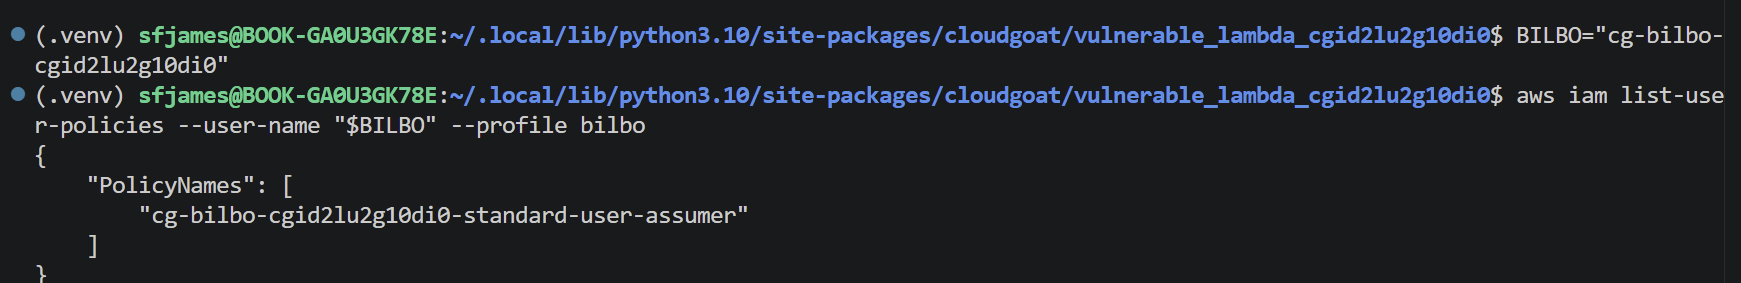 (.venv) sfjames@BOOK-GA0U3GK78E:~/.local/lib/python3.10/site-packages/cloudgoat/vulnerable_lambda_cgid2lu2g10di0$ BILBO="cg-bilbo-
cgid2lu2g10di0"
(.venv) sfjames@BOOK-GA0U3GK78E:~/.local/lib/python3.10/site-packages/cloudgoat/vulnerable_lambda_cgid2lu2g10di0$ aws iam list-use
r-policies --user-name "$BILBO" --profile bilbo
{
    "PolicyNames": [
        "cg-bilbo-cgid2lu2g10di0-standard-user-assumer"
    ]
}